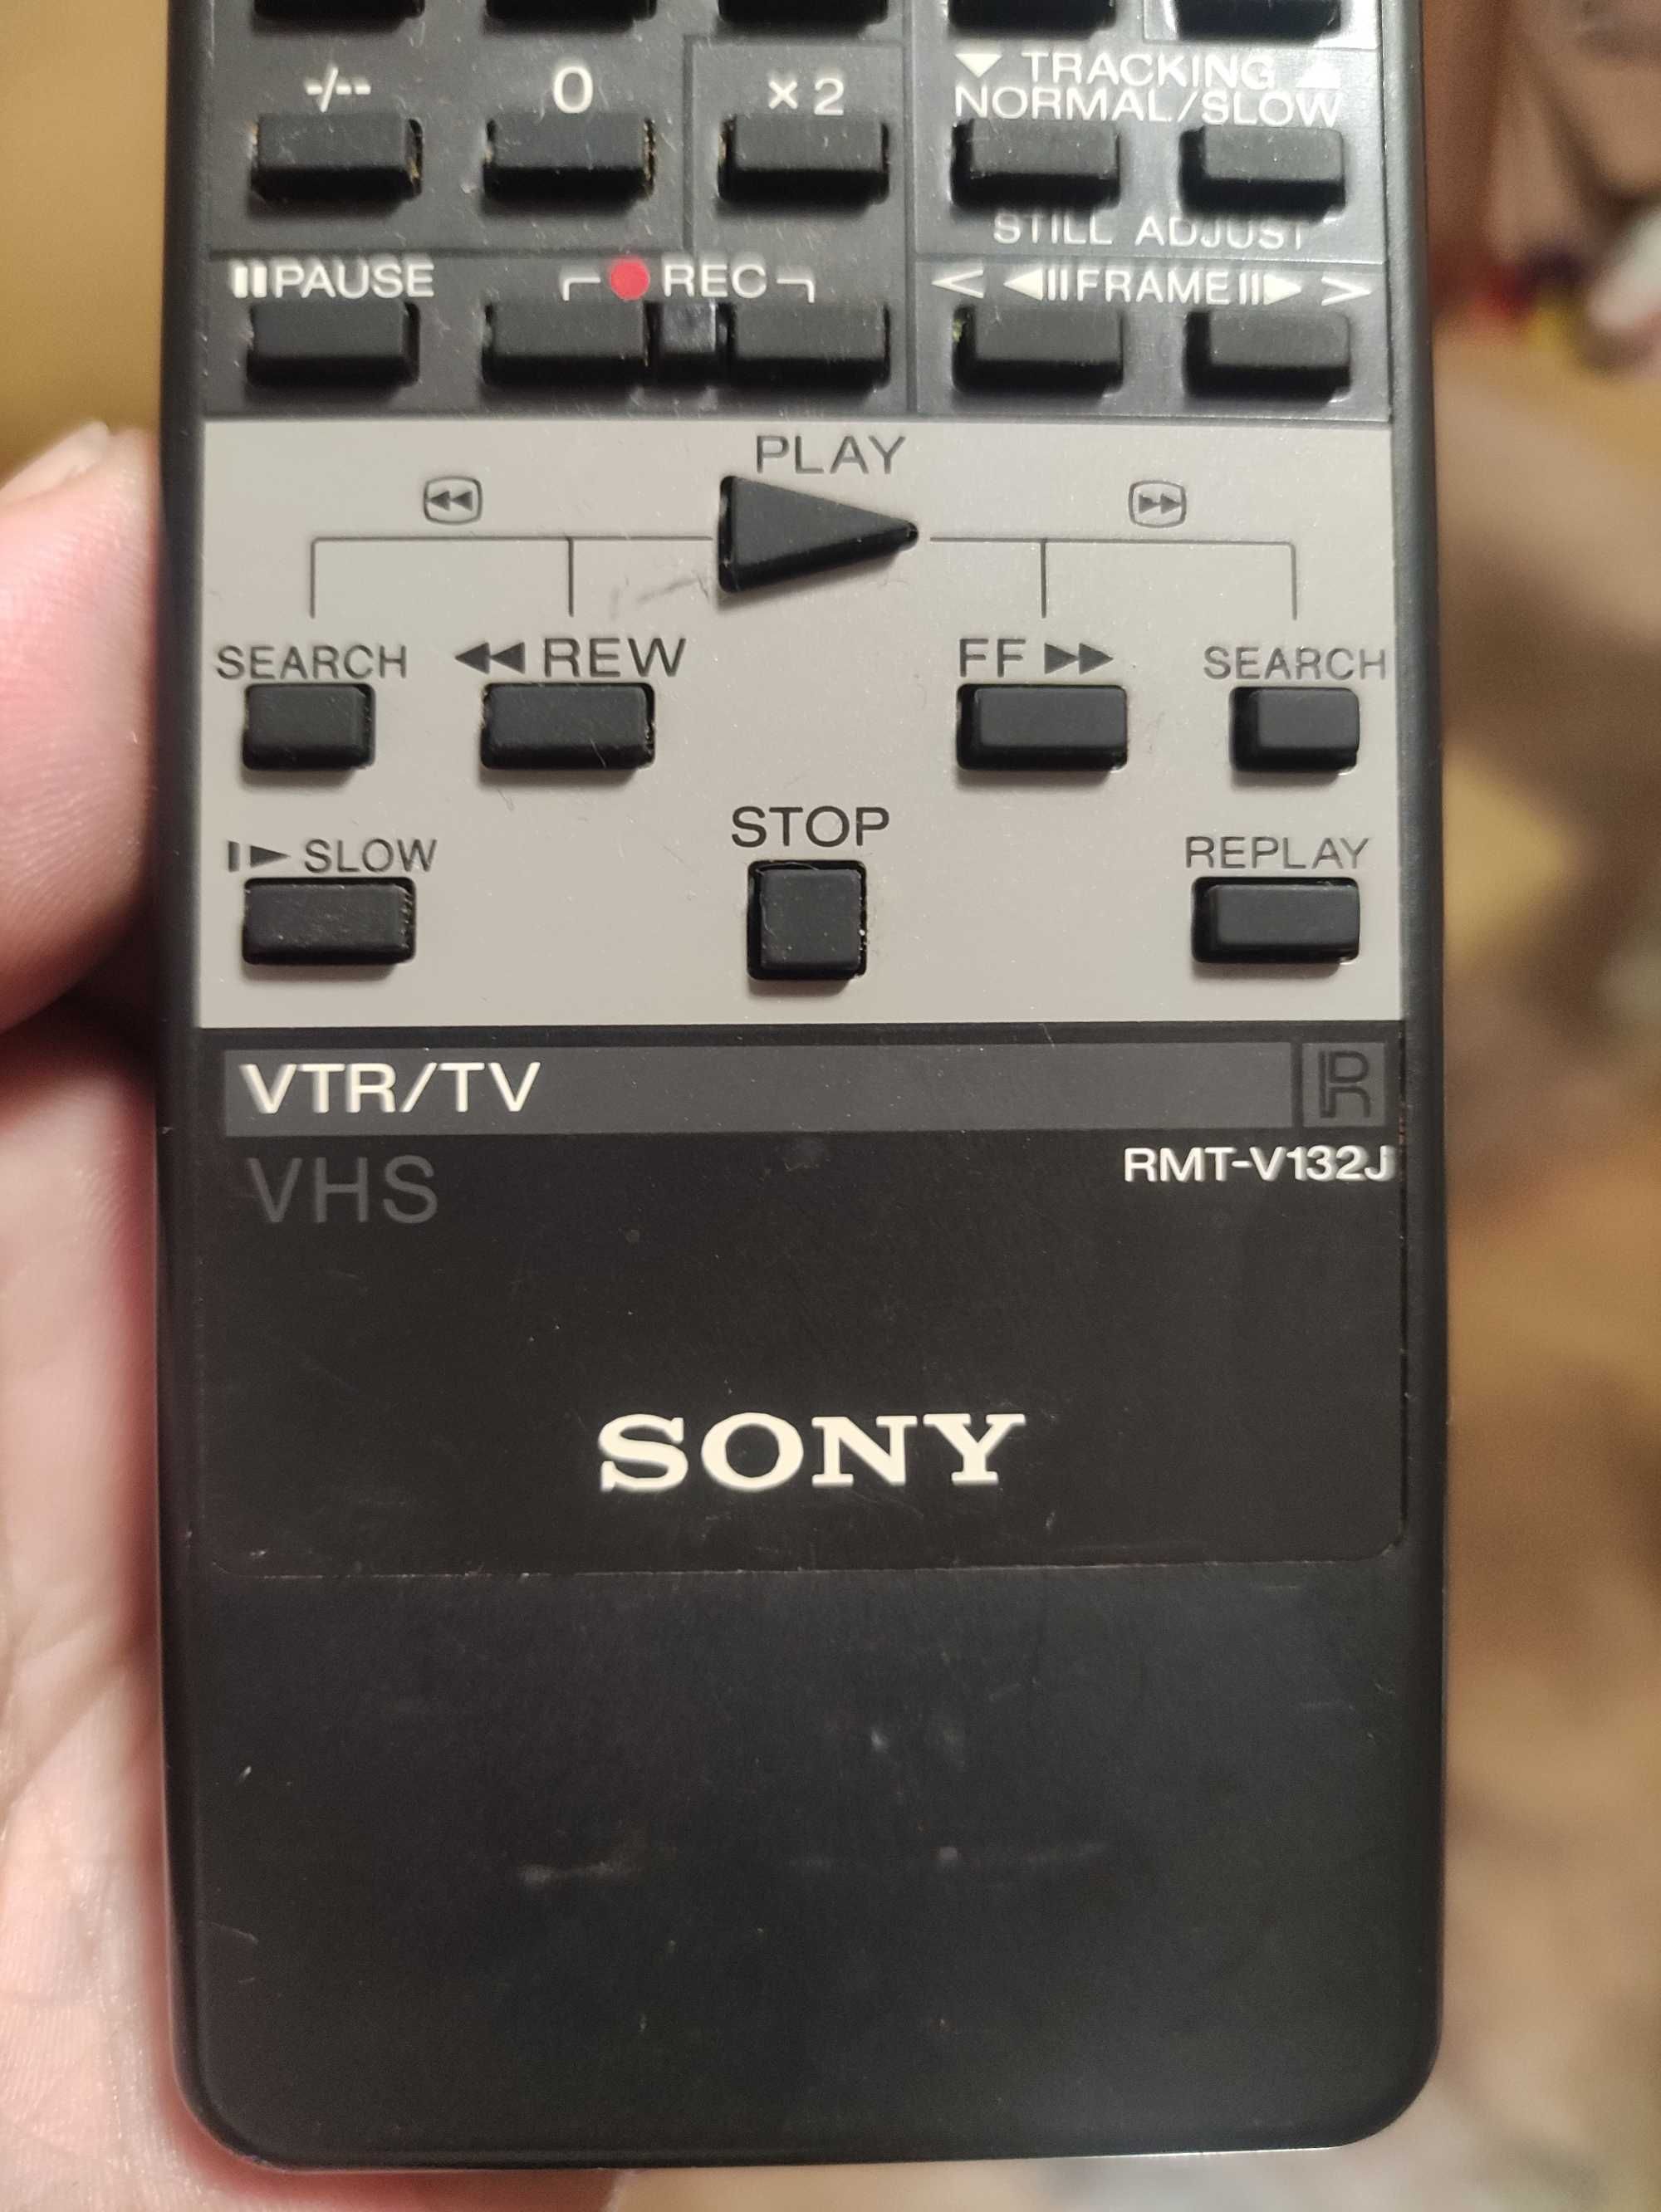 -/-- 0 ×2
▼ TRACKING ▲
NORMAL/SLOW
STILL ADJUST
PAUSE
REC
< FRAME >
PLAY
SEARCH
REW
FF
SEARCH
SLOW
STOP
REPLAY
VTR/TV
R
VHS
RMT-V132J
SONY